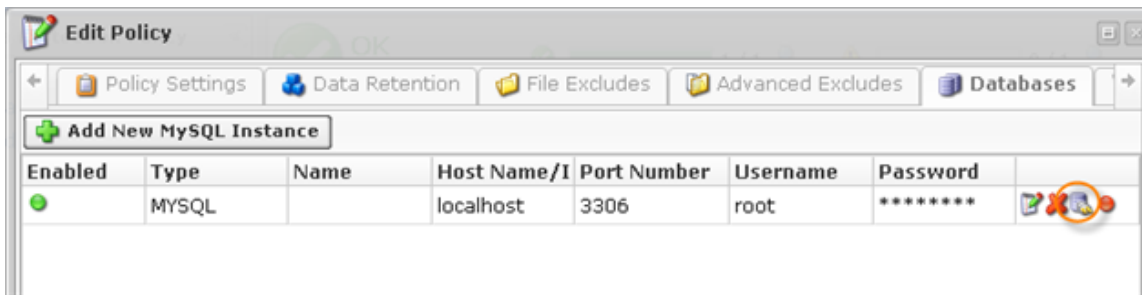 Edit Policy
OK
Policy Settings Data Retention File Excludes Advanced Excludes Databases
Add New MySQL Instance
Enabled Type Name Host Name/I Port Number Username Password
MYSQL localhost 3306 root ********